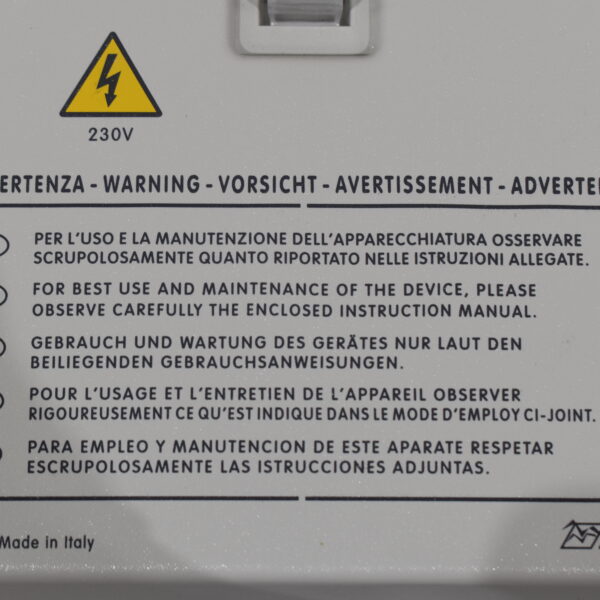 230V
ERTENZA - WARNING - VORSICHT - AVERTISSEMENT - ADVERTE
PER L'USO E LA MANUTENZIONE DELL'APPARECCHIATURA OSSERVARE
SCRUPOLOSAMENTE QUANTO RIPORTATO NELLE ISTRUZIONI ALLEGATE.
FOR BEST USE AND MAINTENANCE OF THE DEVICE, PLEASE
OBSERVE CAREFULLY THE ENCLOSED INSTRUCTION MANUAL.
GEBRAUCH UND WARTUNG DES GERÄTES NUR LAUT DEN
BEILIEGENDEN GEBRAUCHSANWEISUNGEN.
POUR L'USAGE ET L'ENTRETIEN DE L'APPAREIL OBSERVER
RIGOUREUSEMENT CE QU'EST INDIQUE DANS LE MODE D'EMPLOY CI-JOINT.
PARA EMPLEO Y MANUTENCION DE ESTE APARATE RESPETAR
ESCRUPOLOSAMENTE LAS ISTRUCCIONES ADJUNTAS.
Made in Italy